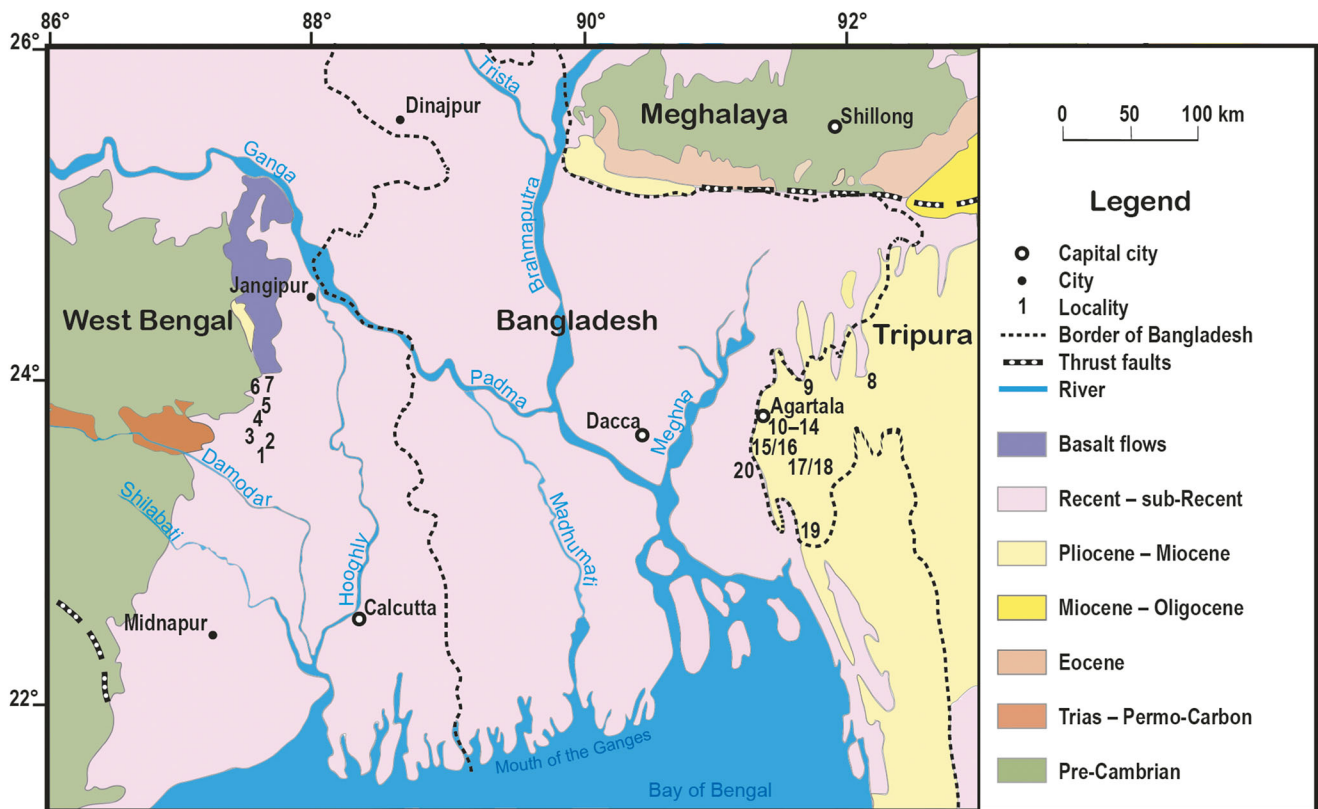 86°
88°
90°
92°
26°
24°
22°
Trista
Dinajpur
Meghalaya
Shillong
Ganga
Brahmaputra
Jangipur
West Bengal
Bangladesh
Tripura
6 7
5
4
3 2
1
Padma
Meghna
Dacca
9
8
Agartala
10–14
15/16
17/18
20
19
Damodar
Shilabati
Hooghly
Madhumati
Calcutta
Midnapur
Mouth of the Ganges
Bay of Bengal
0 50 100 km
Legend
Capital city
City
1 Locality
Border of Bangladesh
Thrust faults
River
Basalt flows
Recent – sub-Recent
Pliocene – Miocene
Miocene – Oligocene
Eocene
Trias – Permo-Carbon
Pre-Cambrian